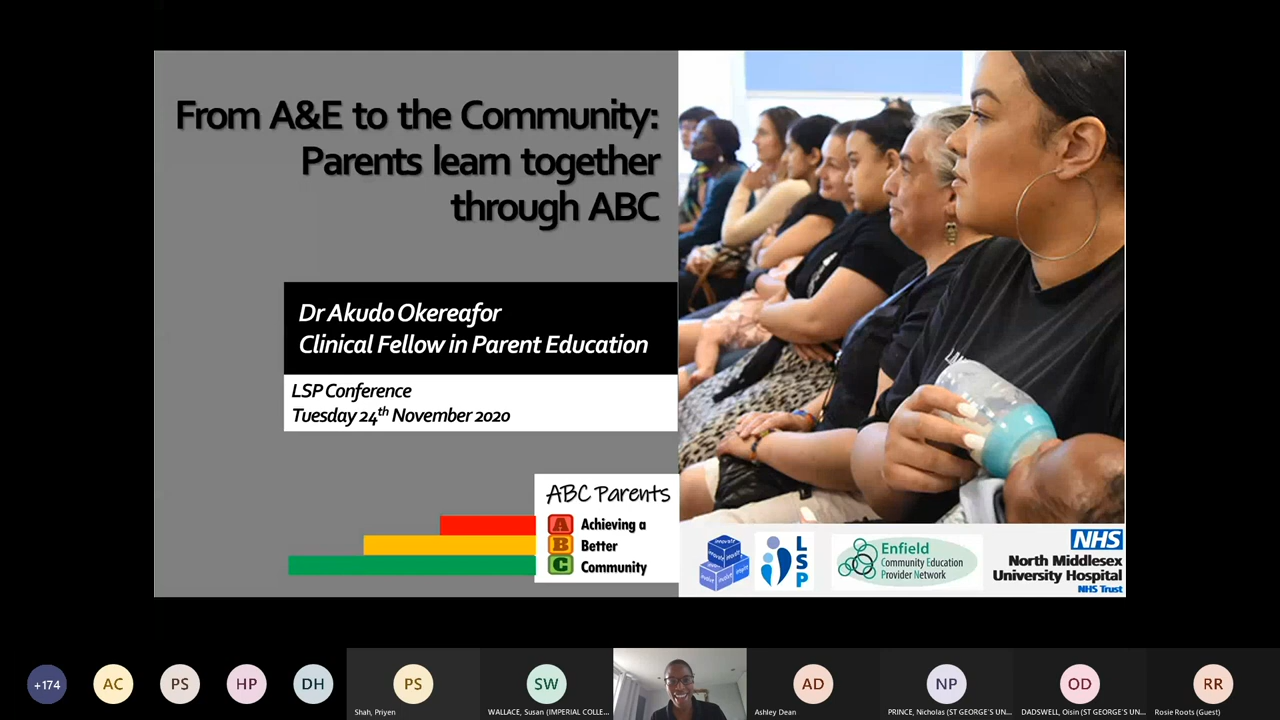 From A&E to the Community:
Parents learn together
through ABC
Dr Akudo Okereafor
Clinical Fellow in Parent Education
LSP Conference
Tuesday 24th November 2020
ABC Parents
A Achieving a
B Better
C Community
L
S
P
Enfield
Community Education
Provider Network
NHS
North Middlesex
University Hospital
NHS Trust
+174
AC
PS
HP
DH
PS
Shah, Priyen
SW
WALLACE, Susan (IMPERIAL COLLE...
AD
Ashley Dean
NP
PRINCE, Nicholas (ST GEORGE'S UN...
OD
DADSWELL, Oisin (ST GEORGE'S UN...
RR
Rosie Roots (Guest)